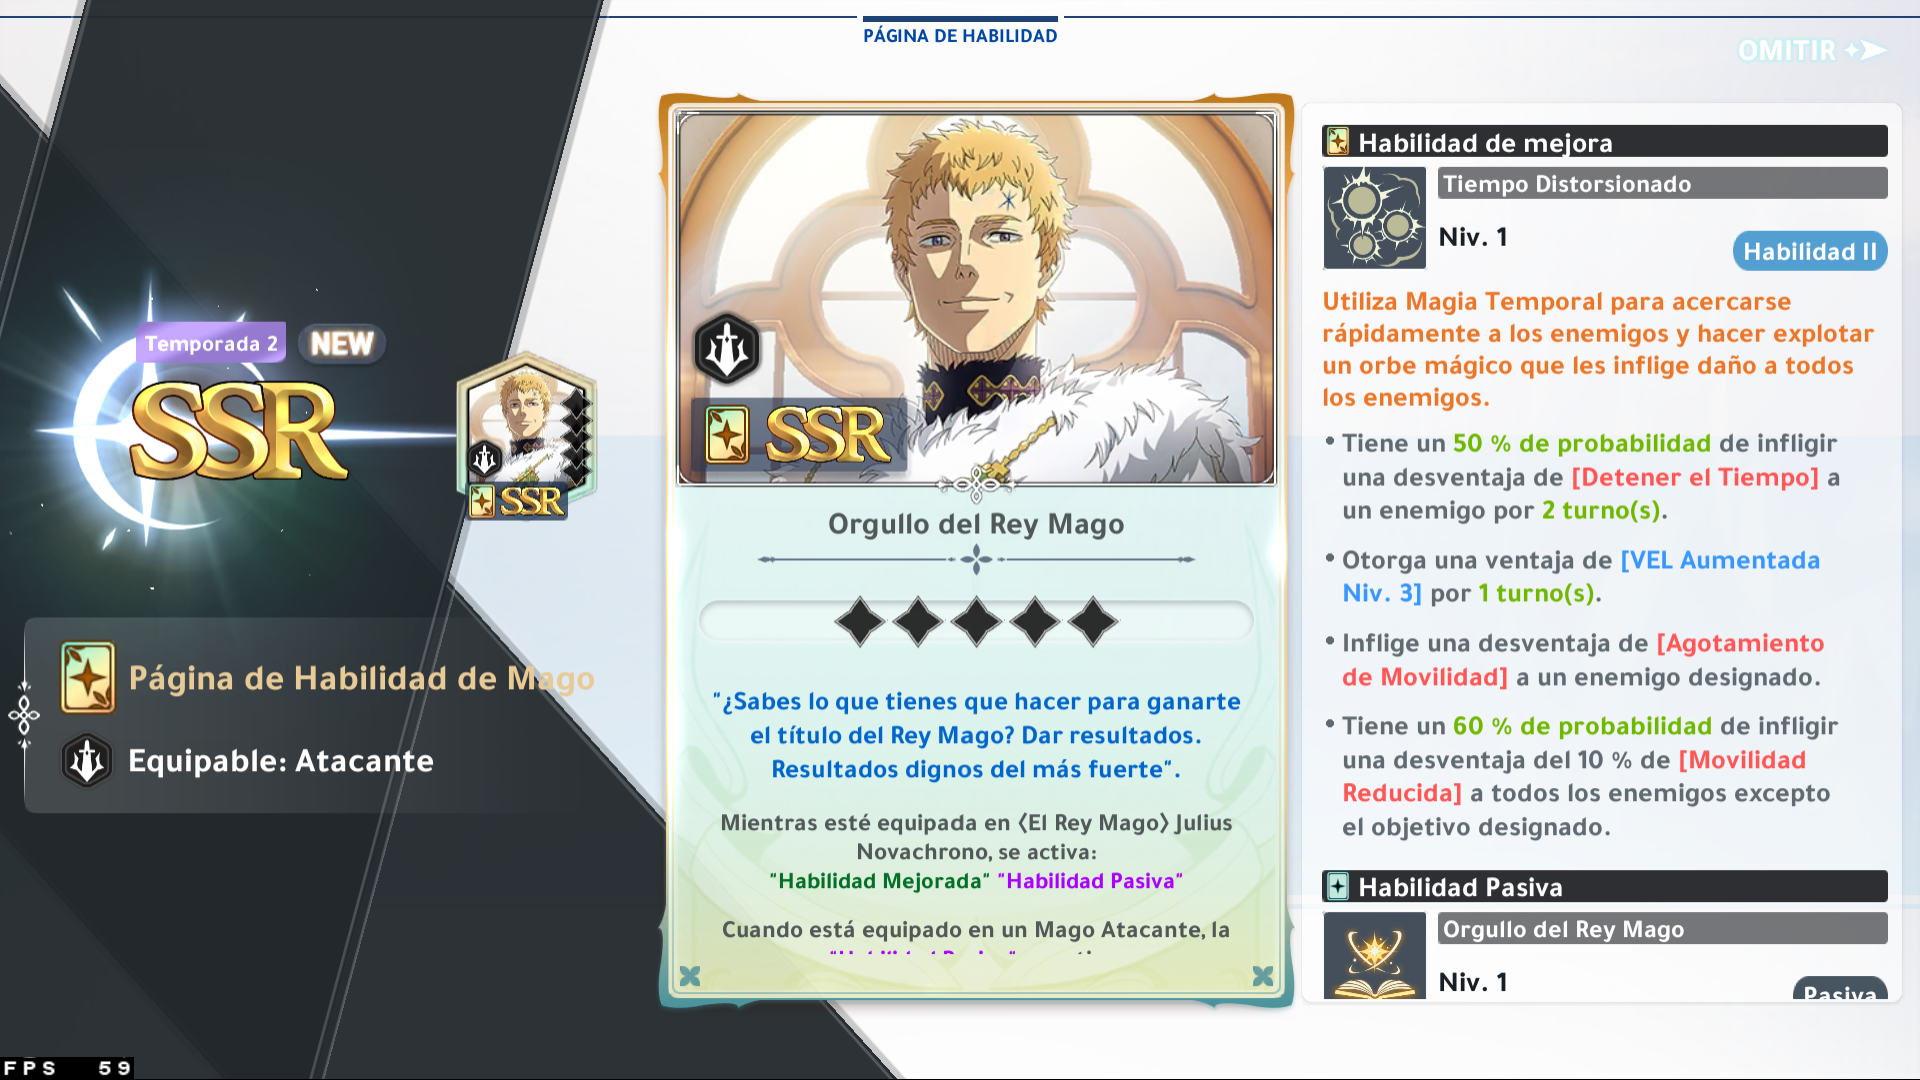 PÁGINA DE HABILIDAD
OMITIR
Temporada 2
NEW
SSR
SSR
Página de Habilidad de Mago
Equipable: Atacante
SSR
Orgullo del Rey Mago
"¿Sabes lo que tienes que hacer para ganarte
el título del Rey Mago? Dar resultados.
Resultados dignos del más fuerte".
Mientras esté equipada en 〈El Rey Mago〉 Julius
Novachrono, se activa:
"Habilidad Mejorada" "Habilidad Pasiva"
Cuando está equipado en un Mago Atacante, la
Habilidad de mejora
Tiempo Distorsionado
Niv. 1
Habilidad II
Utiliza Magia Temporal para acercarse
rápidamente a los enemigos y hacer explotar
un orbe mágico que les inflige daño a todos
los enemigos.
• Tiene un 50 % de probabilidad de infligir
una desventaja de [Detener el Tiempo] a
un enemigo por 2 turno(s).
• Otorga una ventaja de [VEL Aumentada
Niv. 3] por 1 turno(s).
• Inflige una desventaja de [Agotamiento
de Movilidad] a un enemigo designado.
• Tiene un 60 % de probabilidad de infligir
una desventaja del 10 % de [Movilidad
Reducida] a todos los enemigos excepto
el objetivo designado.
Habilidad Pasiva
Orgullo del Rey Mago
Niv. 1
Pasiva
FPS 59